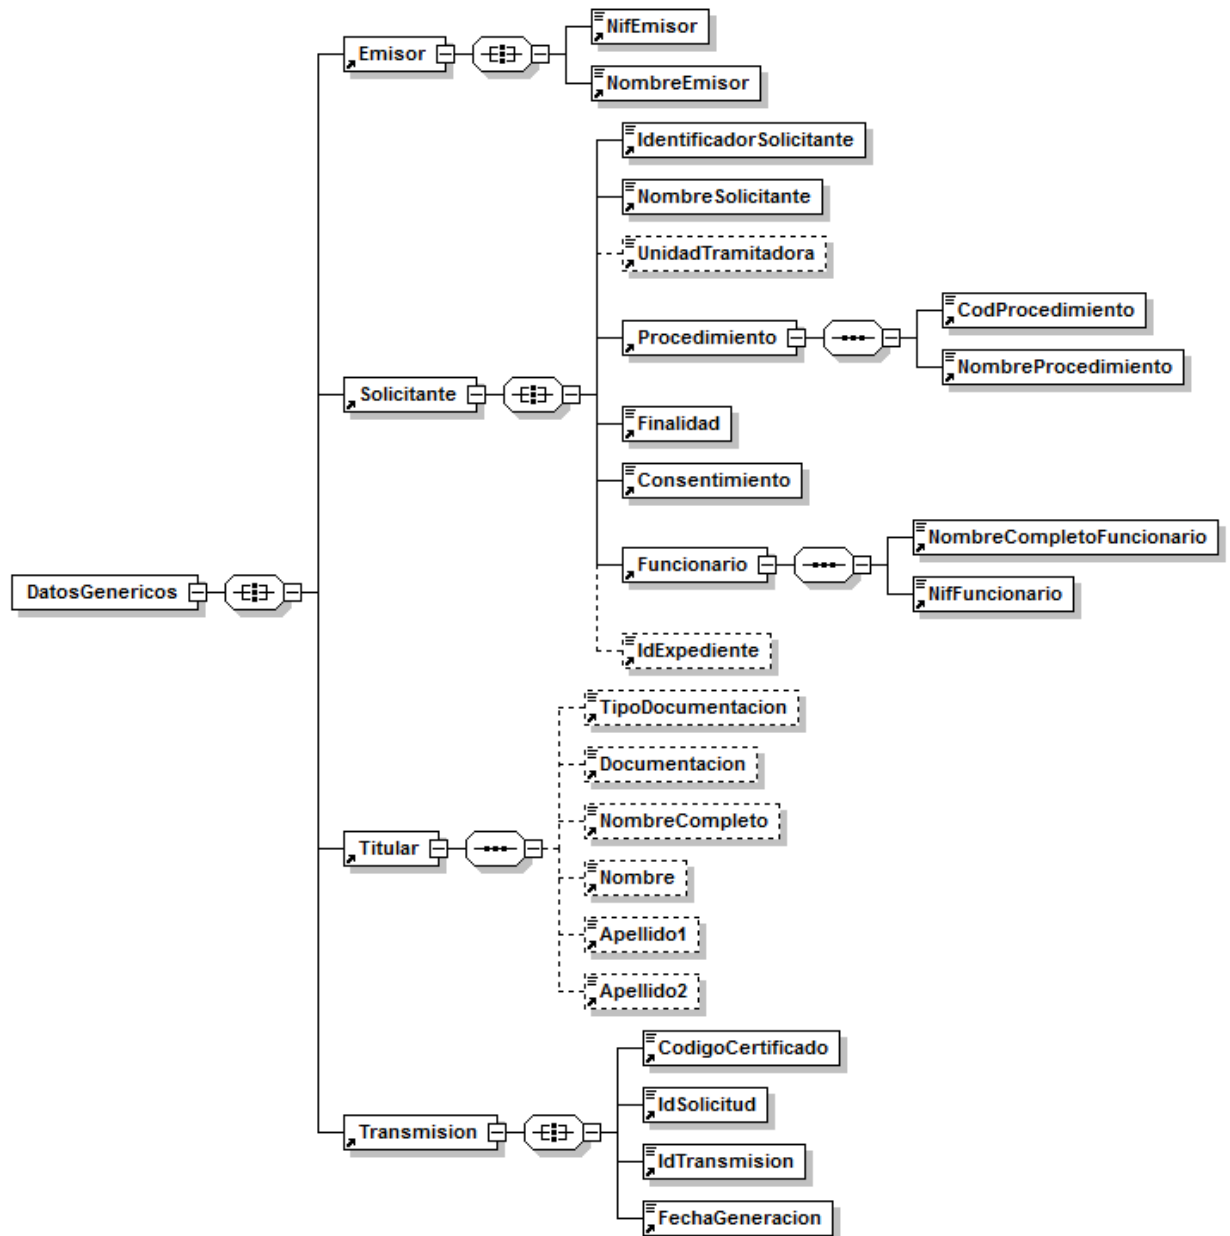 DatosGenericos
Emisor
NifEmisor
NombreEmisor
Solicitante
IdentificadorSolicitante
NombreSolicitante
UnidadTramitadora
Procedimiento
CodProcedimiento
NombreProcedimiento
Finalidad
Consentimiento
Funcionario
NombreCompletoFuncionario
NifFuncionario
IdExpediente
Titular
TipoDocumentacion
Documentacion
NombreCompleto
Nombre
Apellido1
Apellido2
Transmision
CodigoCertificado
IdSolicitud
IdTransmision
FechaGeneracion